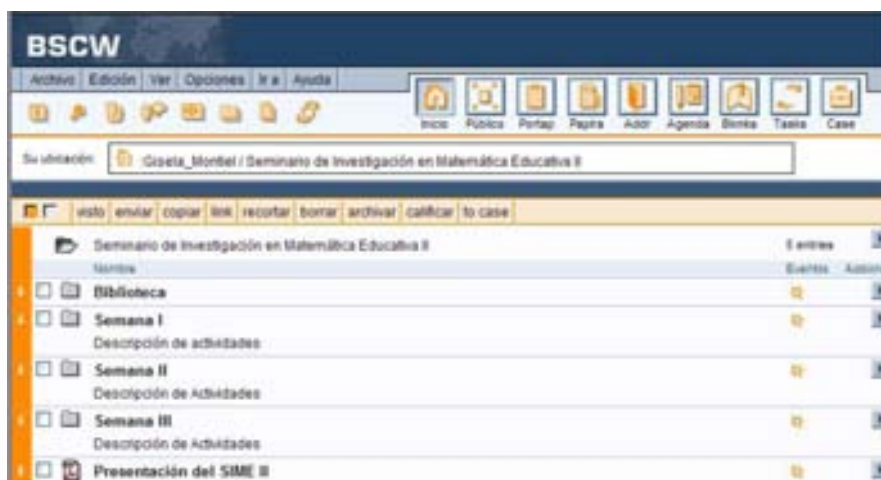 BSCW
Archivo Edición Ver Opciones Ir a Ayuda
Inicio Público Portap Papira Addr Agenda Bkmks Tasks Case
Su ubicación: Gisela_Montiel / Seminario de Investigación en Matemática Educativa II
visto enviar copiar link recortar borrar archivar calificar to case
Seminario de Investigación en Matemática Educativa II 5 entries
Nombre Eventos
Biblioteca
Semana I
Descripción de actividades
Semana II
Descripción de Actividades
Semana III
Descripción de Actividades
Presentación del SIME II